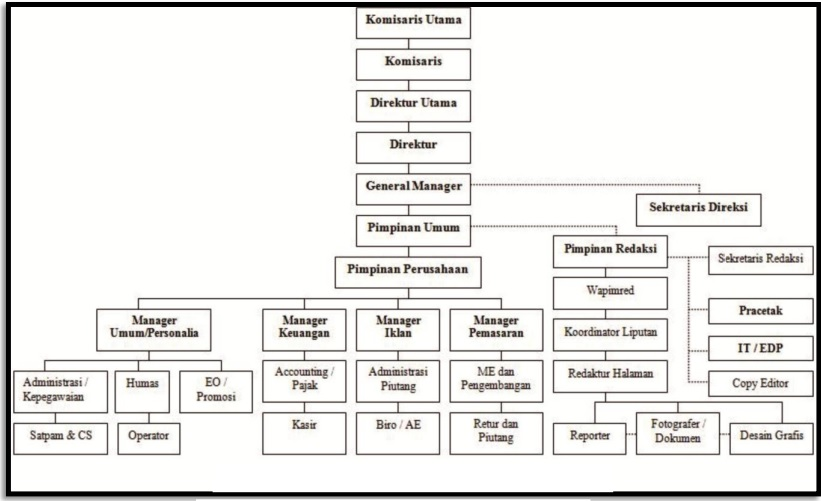 Komisaris Utama
Komisaris
Direktur Utama
Direktur
General Manager
Sekretaris Direksi
Pimpinan Umum
Pimpinan Redaksi
Sekretaris Redaksi
Pimpinan Perusahaan
Wapimred
Pracetak
Manager
Umum/Personalia
Manager
Keuangan
Manager
Iklan
Manager
Pemasaran
Koordinator Liputan
IT / EDP
Administrasi /
Kepegawaian
Humas
EO /
Promosi
Accounting /
Pajak
Administrasi
Piutang
ME dan
Pengembangan
Redaktur Halaman
Copy Editor
Satpam & CS
Operator
Kasir
Biro / AE
Retur dan
Piutang
Reporter
Fotografer /
Dokumen
Desain Grafis